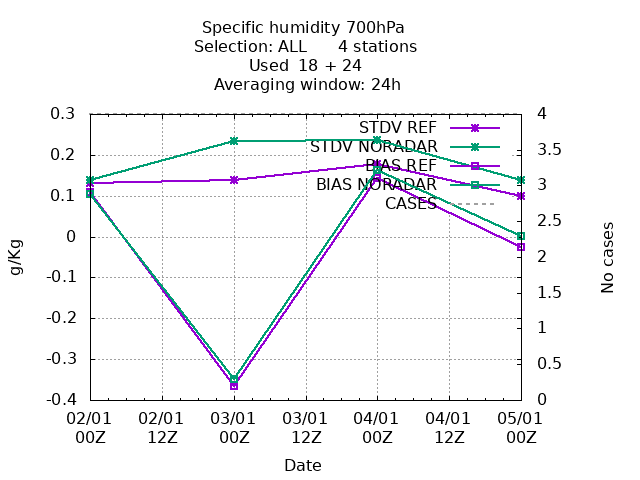 Specific humidity 700hPa
Selection: ALL      4 stations
Used  18 + 24
Averaging window: 24h
0.3
0.2
0.1
0
-0.1
-0.2
-0.3
-0.4
g/Kg
STDV REF
STDV NORADAR
BIAS REF
BIAS NORADAR
CASES
4
3.5
3
2.5
2
1.5
1
0.5
0
No cases
02/01 02/01 03/01 03/01 04/01 04/01 05/01
00Z 12Z 00Z 12Z 00Z 12Z 00Z
Date